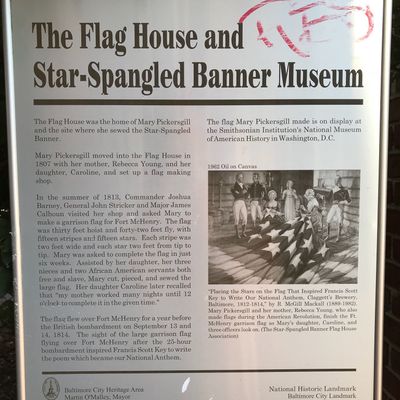 The Flag House and
Star-Spangled Banner Museum
The Flag House was the home of Mary Pickersgill
and the site where she sewed the Star-Spangled
Banner.
Mary Pickersgill moved into the Flag House in
1807 with her mother, Rebecca Young, and her
daughter, Caroline, and set up a flag making
shop.
In the summer of 1813, Commander Joshua
Barney, General John Stricker and Major James
Calhoun visited her shop and asked Mary to
make a garrison flag for Fort McHenry. The flag
was thirty feet hoist and forty-two feet fly, with
fifteen stripes and fifteen stars. Each stripe was
two feet wide and each star two feet from tip to
tip. Mary was asked to complete the flag in just
six weeks. Assisted by her daughter, her three
nieces and two African American servants both
free and slave, Mary cut, pieced, and sewed the
large flag. Her daughter Caroline later recalled
that "my mother worked many nights until 12
o'clock to complete it in the given time."
The flag flew over Fort McHenry for a year before
the British bombardment on September 13 and
14, 1814. The sight of the large garrison flag
flying over Fort McHenry after the 25-hour
bombardment inspired Francis Scott Key to write
the poem which became our National Anthem.
The flag Mary Pickersgill made is on display at
the Smithsonian Institution's National Museum
of American History in Washington, D.C.
1962 Oil on Canvas
"Placing the Stars on the Flag That Inspired Francis Scott
Key to Write Our National Anthem, Claggett's Brewery,
Baltimore, 1812-1814," by R. McGill Mackall (1889-1982).
Mary Pickersgill and her mother, Rebecca Young, who also
made flags during the American Revolution, finish the Ft.
McHenry garrison flag as Mary's daughter, Caroline, and
three officers look on. (The Star-Spangled Banner Flag House
Association)
Baltimore City Heritage Area
Martin O'Malley, Mayor
National Historic Landmark
Baltimore City Landmark